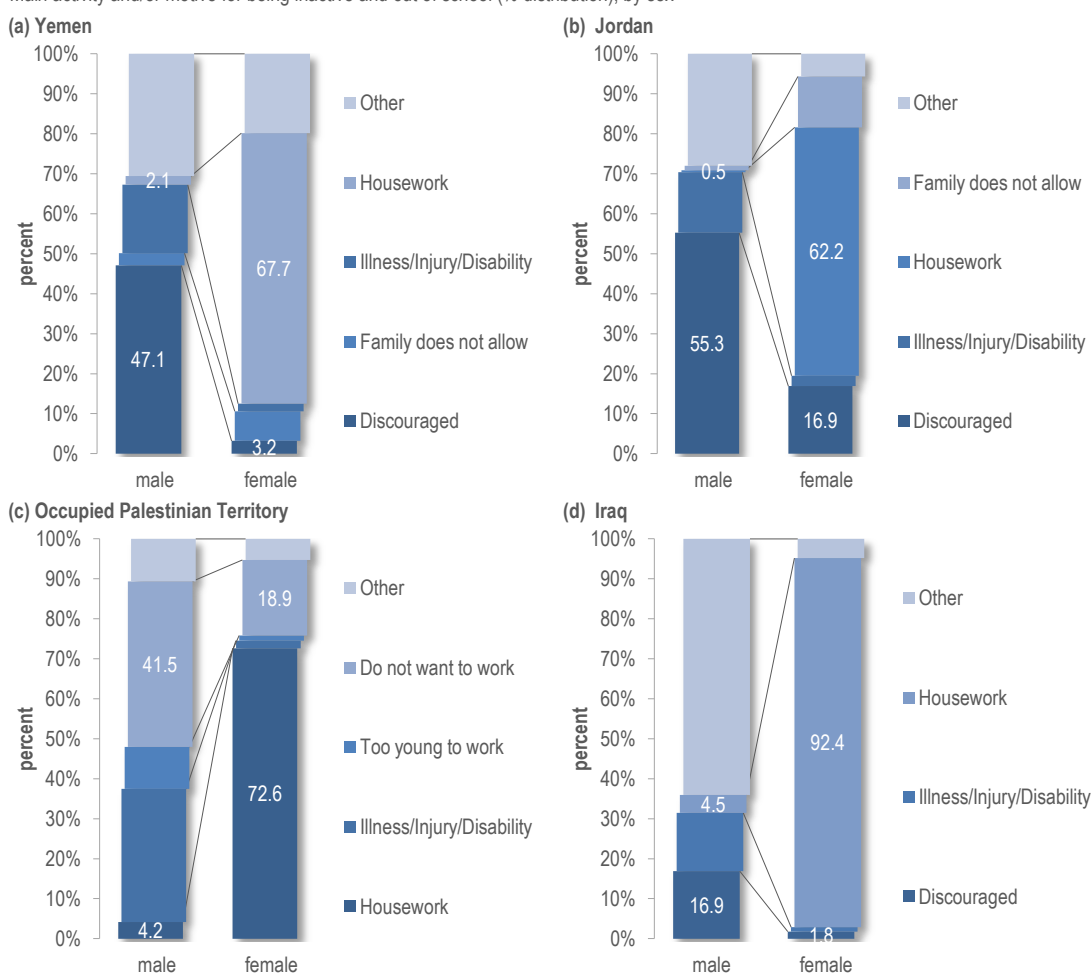 (a) Yemen
100%
90%
80%
70%
60%
50%
40%
30%
20%
10%
0%
percent
2.1
47.1
67.7
3.2
male
female
Other
Housework
Illness/Injury/Disability
Family does not allow
Discouraged
(b) Jordan
100%
90%
80%
70%
60%
50%
40%
30%
20%
10%
0%
percent
0.5
55.3
62.2
16.9
male
female
Other
Family does not allow
Housework
Illness/Injury/Disability
Discouraged
(c) Occupied Palestinian Territory
100%
90%
80%
70%
60%
50%
40%
30%
20%
10%
0%
percent
41.5
4.2
18.9
72.6
male
female
Other
Do not want to work
Too young to work
Illness/Injury/Disability
Housework
(d) Iraq
100%
90%
80%
70%
60%
50%
40%
30%
20%
10%
0%
percent
4.5
16.9
92.4
1.8
male
female
Other
Housework
Illness/Injury/Disability
Discouraged